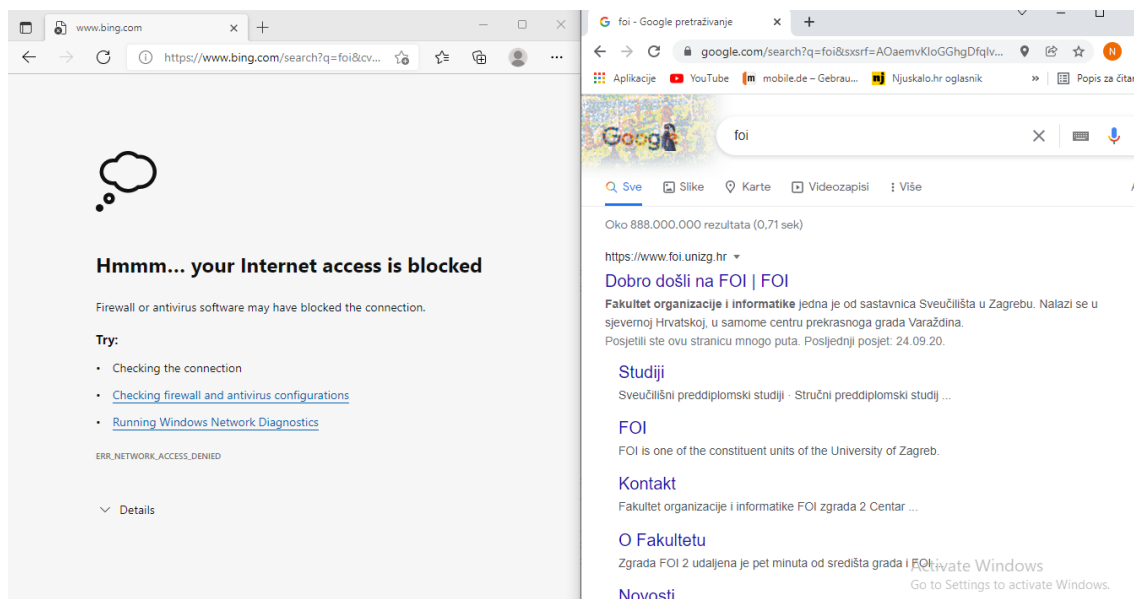 www.bing.com
https://www.bing.com/search?q=foi&cv...
Hmmm... your Internet access is blocked
Firewall or antivirus software may have blocked the connection.
Try:
• Checking the connection
• Checking firewall and antivirus configurations
• Running Windows Network Diagnostics
ERR_NETWORK_ACCESS_DENIED
Details
foi - Google pretraživanje
google.com/search?q=foi&sxsrf=AOaemvKIoGGhgDfqIv...
N
Aplikacije YouTube mobile.de – Gebrau... Njuskalo.hr oglasnik » Popis za čitar
Google
foi
Sve Slike Karte Videozapisi Više
Oko 888.000.000 rezultata (0,71 sek)
https://www.foi.unizg.hr
Dobro došli na FOI | FOI
Fakultet organizacije i informatike jedna je od sastavnica Sveučilišta u Zagrebu. Nalazi se u
sjevernoj Hrvatskoj, u samome centru prekrasnoga grada Varaždina.
Posjetili ste ovu stranicu mnogo puta. Posljednji posjet: 24.09.20.
Studiji
Sveučilišni preddiplomski studiji · Stručni preddiplomski studij ...
FOI
FOI is one of the constituent units of the University of Zagreb.
Kontakt
Fakultet organizacije i informatike FOI zgrada 2 Centar ...
O Fakultetu
Zgrada FOI 2 udaljena je pet minuta od središta grada i FOI...
Novosti
Activate Windows
Go to Settings to activate Windows.